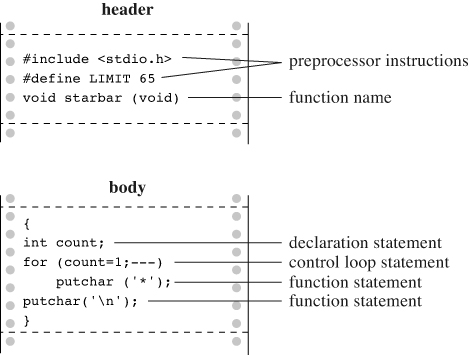 header
#include <stdio.h>
preprocessor instructions
#define LIMIT 65
void starbar (void)
function name
body
{
int count;
declaration statement
for (count=1;---)
control loop statement
putchar ('*');
function statement
putchar('\n');
function statement
}